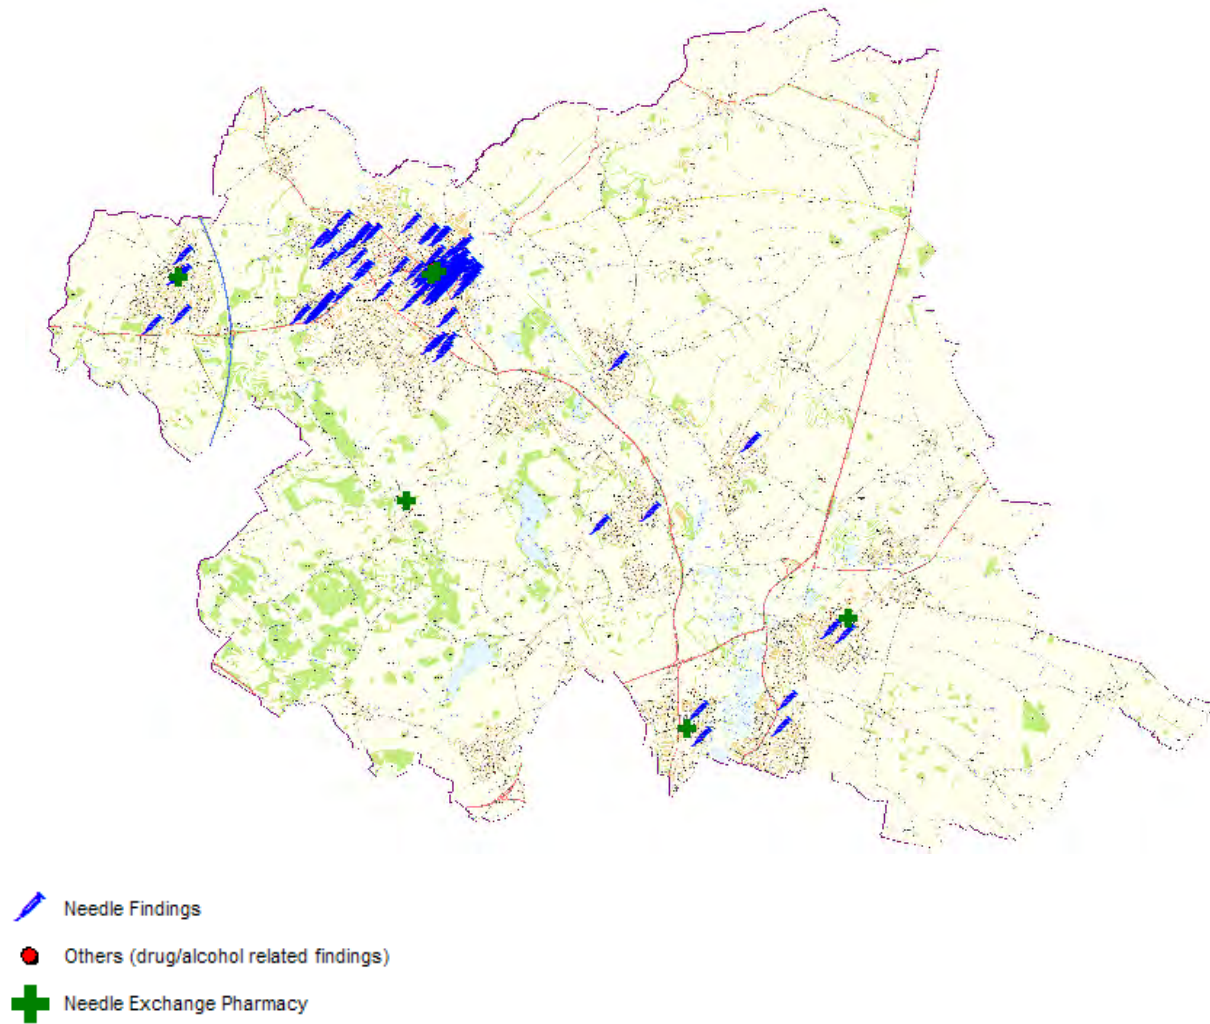 Needle Findings
Others (drug/alcohol related findings)
Needle Exchange Pharmacy